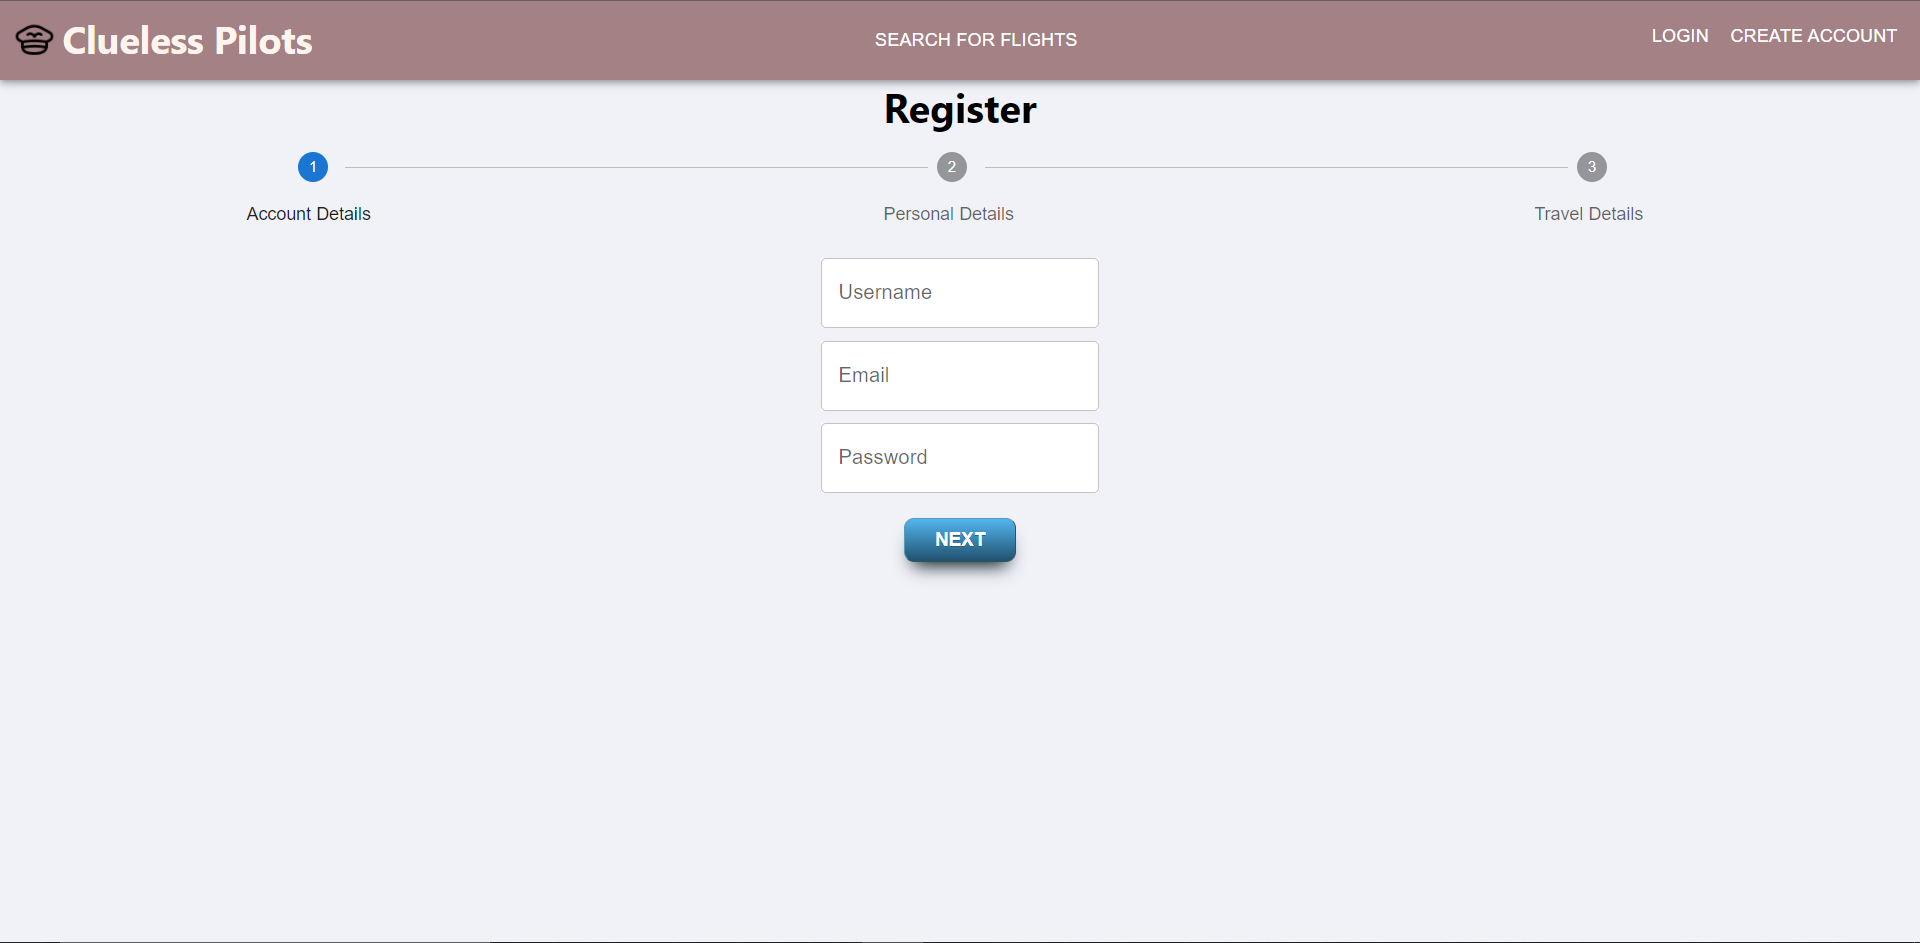 Clueless Pilots
SEARCH FOR FLIGHTS
LOGIN CREATE ACCOUNT
Register
1 2 3
Account Details Personal Details Travel Details
Username
Email
Password
NEXT